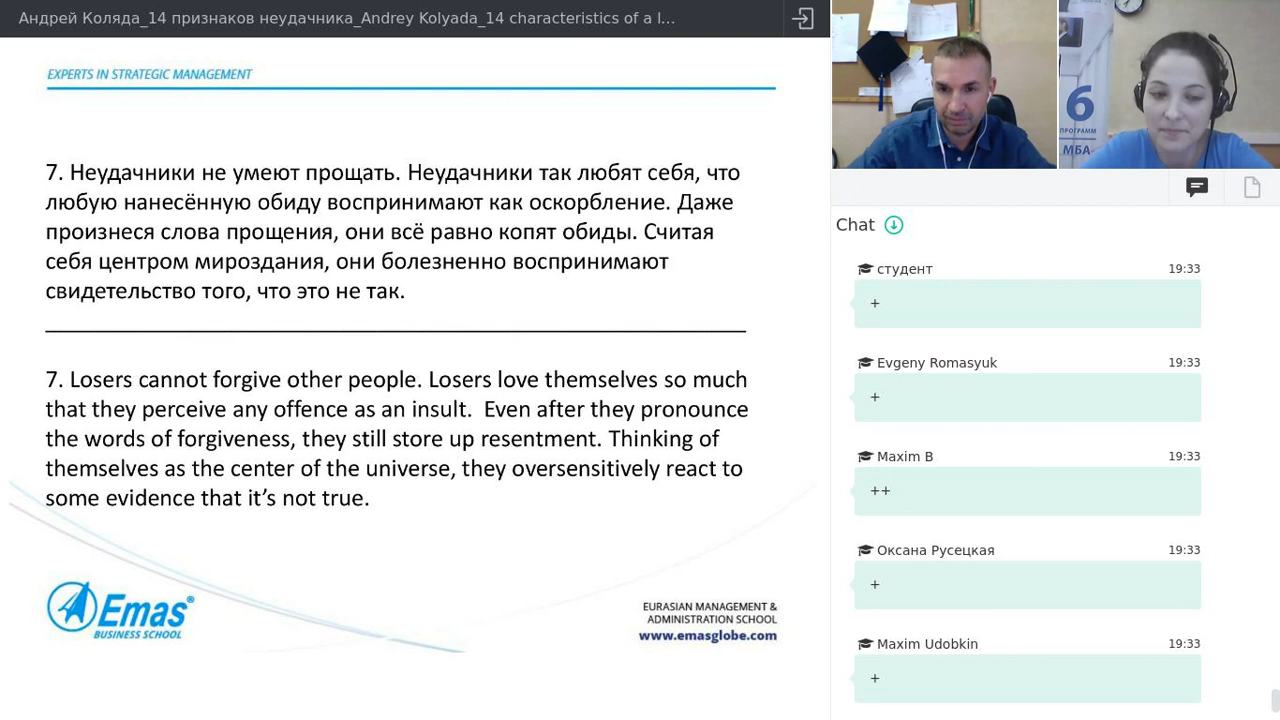 Андрей Коляда_14 признаков неудачника_Andrey Kolyada_14 characteristics of a l...
EXPERTS IN STRATEGIC MANAGEMENT
7. Неудачники не умеют прощать. Неудачники так любят себя, что
любую нанесённую обиду воспринимают как оскорбление. Даже
произнеся слова прощения, они всё равно копят обиды. Считая
себя центром мироздания, они болезненно воспринимают
свидетельство того, что это не так.
7. Losers cannot forgive other people. Losers love themselves so much
that they perceive any offence as an insult.  Even after they pronounce
the words of forgiveness, they still store up resentment. Thinking of
themselves as the center of the universe, they oversensitively react to
some evidence that it’s not true.
Emas®
BUSINESS SCHOOL
EURASIAN MANAGEMENT &
ADMINISTRATION SCHOOL
www.emasglobe.com
6
ПРОГРАММ
МБА
Chat
студент 19:33
+
Evgeny Romasyuk 19:33
+
Maxim B 19:33
++
Оксана Русецкая 19:33
+
Maxim Udobkin 19:33
+